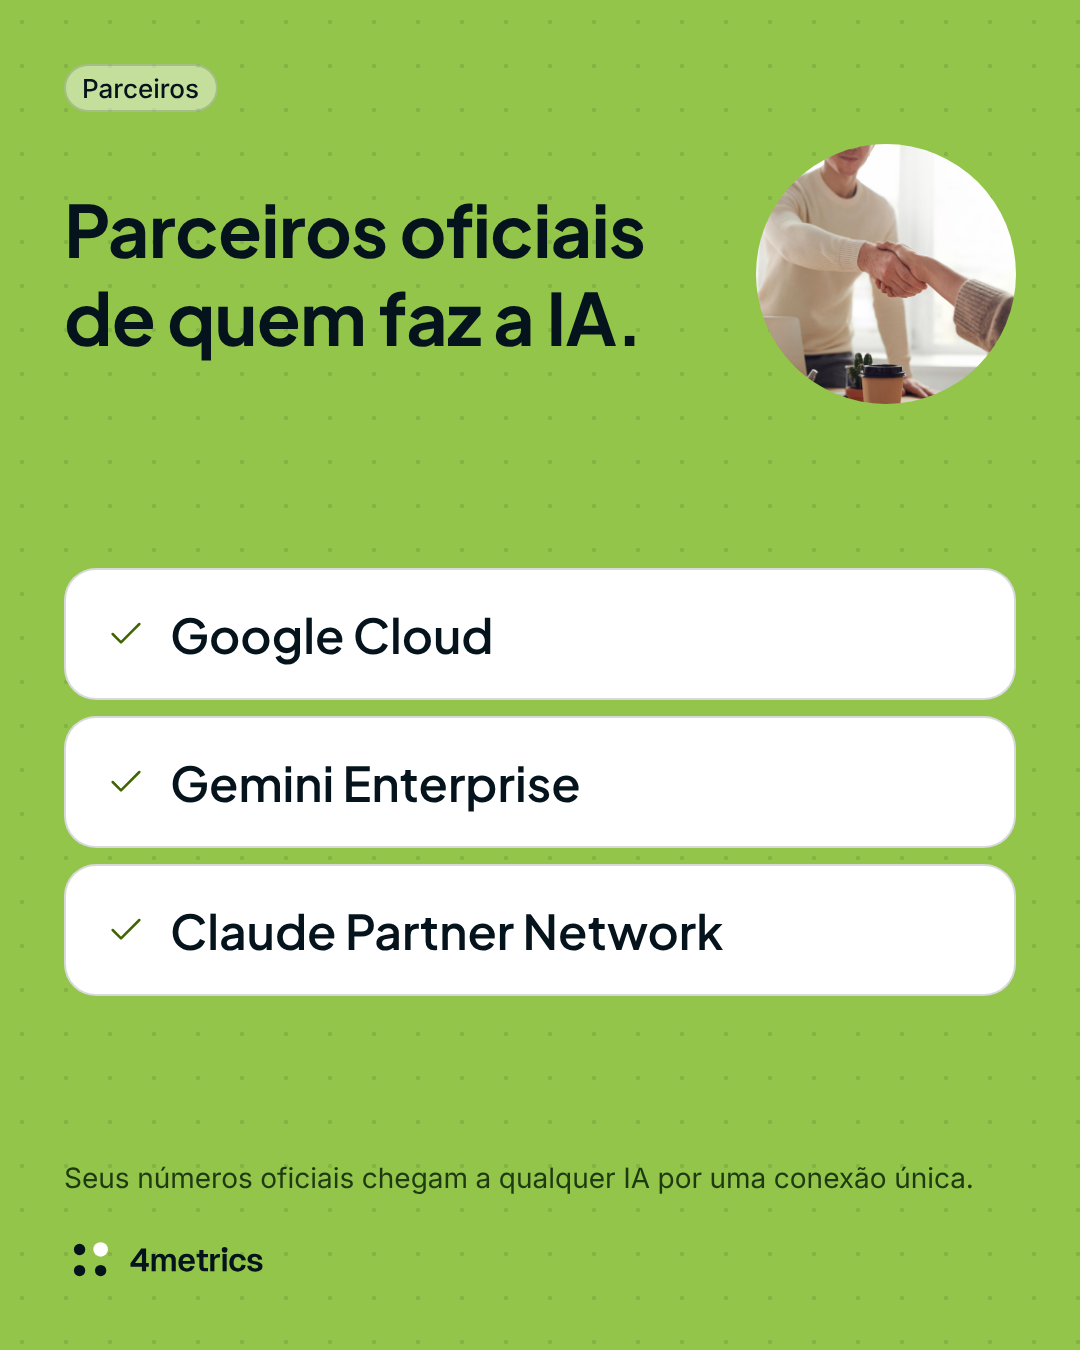 Parceiros
Parceiros oficiais
de quem faz a IA.
Google Cloud
Gemini Enterprise
Claude Partner Network
Seus números oficiais chegam a qualquer IA por uma conexão única.
4metrics